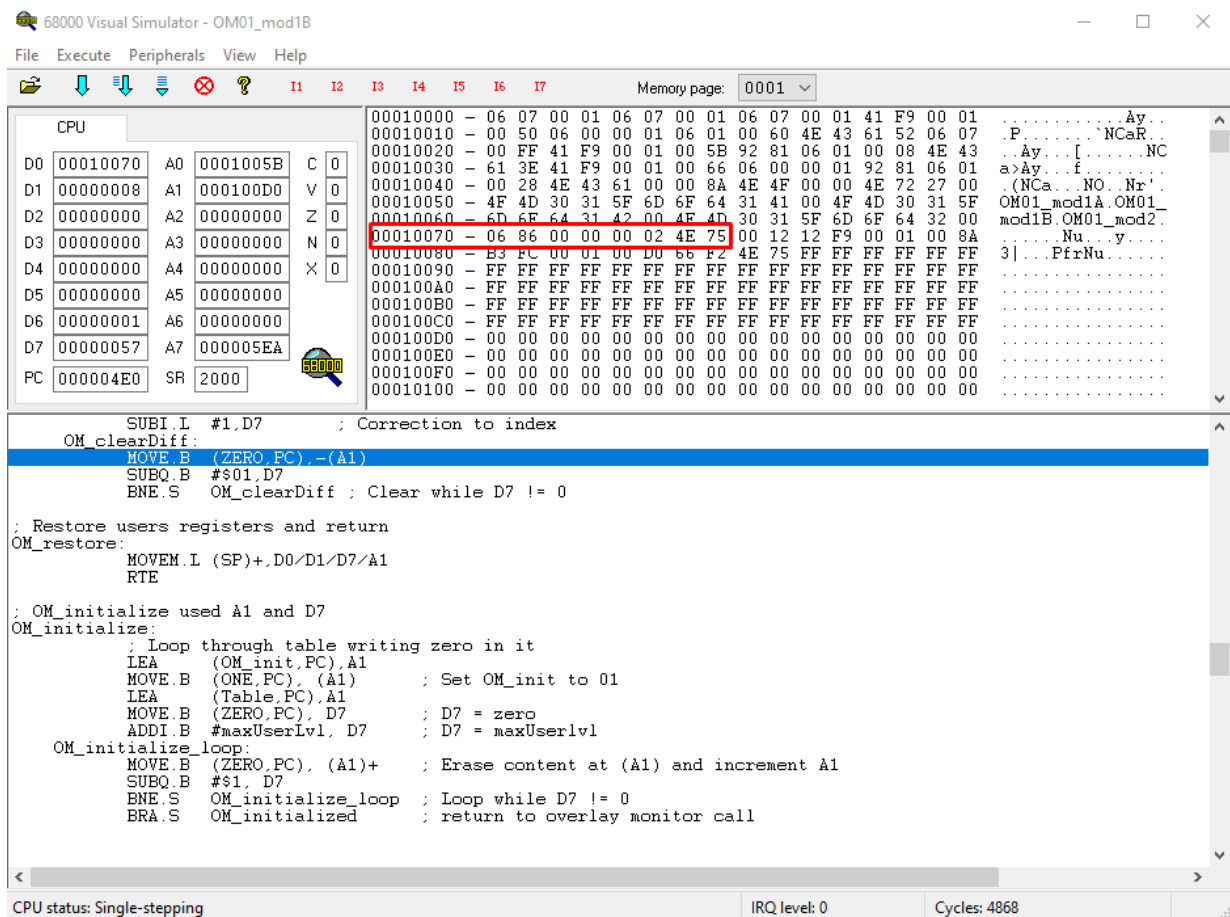 68000 Visual Simulator - OM01_mod1B
File Execute Peripherals View Help
I1 I2 I3 I4 I5 I6 I7 Memory page: 0001
CPU
D0 00010070 A0 0001005B C 0
D1 00000008 A1 000100D0 V 0
D2 00000000 A2 00000000 Z 0
D3 00000000 A3 00000000 N 0
D4 00000000 A4 00000000 X 0
D5 00000000 A5 00000000
D6 00000001 A6 00000000
D7 00000057 A7 000005EA
PC 000004E0 SR 2000
68000
00010000 - 06 07 00 01 06 07 00 01 06 07 00 01 41 F9 00 01 ............Ay..
00010010 - 00 50 06 00 00 01 06 01 00 60 4E 43 61 52 06 07 .P.......`NCaR..
00010020 - 00 FF 41 F9 00 01 00 5B 92 81 06 01 00 08 4E 43 ..Ay...[......NC
00010030 - 61 3E 41 F9 00 01 00 66 06 00 00 01 92 81 06 01 a>Ay...f........
00010040 - 00 28 4E 43 61 00 00 8A 4E 4F 00 00 4E 72 27 00 .(NCa...NO..Nr'.
00010050 - 4F 4D 30 31 5F 6D 6F 64 31 41 00 4F 4D 30 31 5F OM01_mod1A.OM01_
00010060 - 6D 6F 64 31 42 00 4F 4D 30 31 5F 6D 6F 64 32 00 mod1B.OM01_mod2.
00010070 - 06 86 00 00 00 02 4E 75 00 12 12 F9 00 01 00 8A ......Nu...y....
00010080 - B3 FC 00 01 00 D0 66 F2 4E 75 FF FF FF FF FF FF 3|...PfrNu......
00010090 - FF FF FF FF FF FF FF FF FF FF FF FF FF FF FF FF ................
000100A0 - FF FF FF FF FF FF FF FF FF FF FF FF FF FF FF FF ................
000100B0 - FF FF FF FF FF FF FF FF FF FF FF FF FF FF FF FF ................
000100C0 - FF FF FF FF FF FF FF FF FF FF FF FF FF FF FF FF ................
000100D0 - 00 00 00 00 00 00 00 00 00 00 00 00 00 00 00 00 ................
000100E0 - 00 00 00 00 00 00 00 00 00 00 00 00 00 00 00 00 ................
000100F0 - 00 00 00 00 00 00 00 00 00 00 00 00 00 00 00 00 ................
00010100 - 00 00 00 00 00 00 00 00 00 00 00 00 00 00 00 00 ................
SUBI.L #1,D7 ; Correction to index
OM_clearDiff:
MOVE.B (ZERO,PC),-(A1)
SUBQ.B #$01,D7
BNE.S OM_clearDiff ; Clear while D7 != 0
; Restore users registers and return
OM_restore:
MOVEM.L (SP)+,D0/D1/D7/A1
RTE
; OM_initialize used A1 and D7
OM_initialize:
; Loop through table writing zero in it
LEA (OM_init,PC),A1
MOVE.B (ONE,PC), (A1) ; Set OM_init to 01
LEA (Table,PC),A1
MOVE.B (ZERO,PC), D7 ; D7 = zero
ADDI.B #maxUserLvl, D7 ; D7 = maxUserlvl
OM_initialize_loop:
MOVE.B (ZERO,PC), (A1)+ ; Erase content at (A1) and increment A1
SUBQ.B #$1, D7
BNE.S OM_initialize_loop ; Loop while D7 != 0
BRA.S OM_initialized ; return to overlay monitor call
CPU status: Single-stepping IRQ level: 0 Cycles: 4868